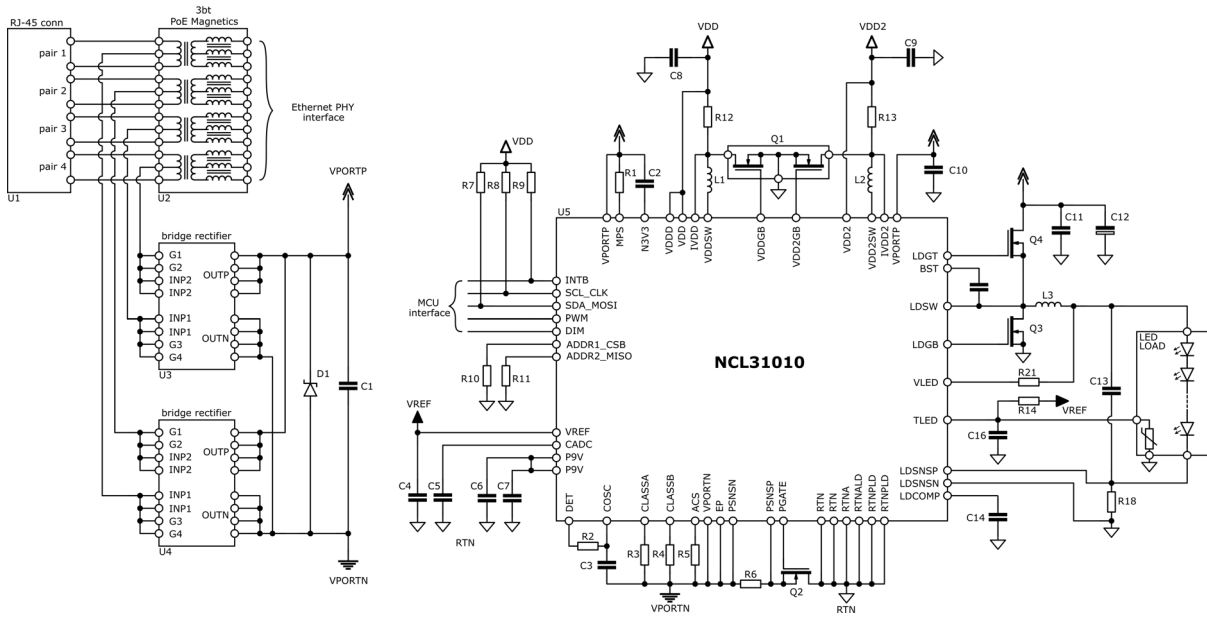 RJ-45 conn
3bt
PoE Magnetics
pair 1
pair 2
pair 3
pair 4
U1
U2
Ethernet PHY
interface
VPORTP
bridge rectifier
G1
G2
INP2
INP2
OUTP
INP1
INP1
G3
G4
OUTN
U3
D1
C1
bridge rectifier
G1
G2
INP2
INP2
OUTP
INP1
INP1
G3
G4
OUTN
U4
VPORTN
VDD
R7
R8
R9
R1
C2
C8
VDD
R12
L1
Q1
VDD2
C9
R13
L2
C10
U5
VPORTP
MPS
N3V3
VDDD
VDD
IVDD
VDDSW
VDDGB
VDD2GB
VDD2
VDD2SW
IVDD2
VPORTP
MCU
interface
INTB
SCL_CLK
SDA_MOSI
PWM
DIM
ADDR1_CSB
ADDR2_MISO
R10
R11
VREF
VREF
CADC
P9V
P9V
C4
C5
C6
C7
RTN
NCL31010
LDGT
BST
LDSW
LDGB
VLED
TLED
LDSNSP
LDSNSN
LDCOMP
Q4
C11
C12
L3
Q3
R21
R14
VREF
C13
C16
LED
LOAD
R18
C14
DET
COSC
CLASSA
CLASSB
ACS
VPORTN
EP
PSNSN
PSNSP
PGATE
RTN
RTN
RTNA
RTNALD
RTNPLD
RTNPLD
R2
C3
R3
R4
R5
R6
Q2
VPORTN
RTN